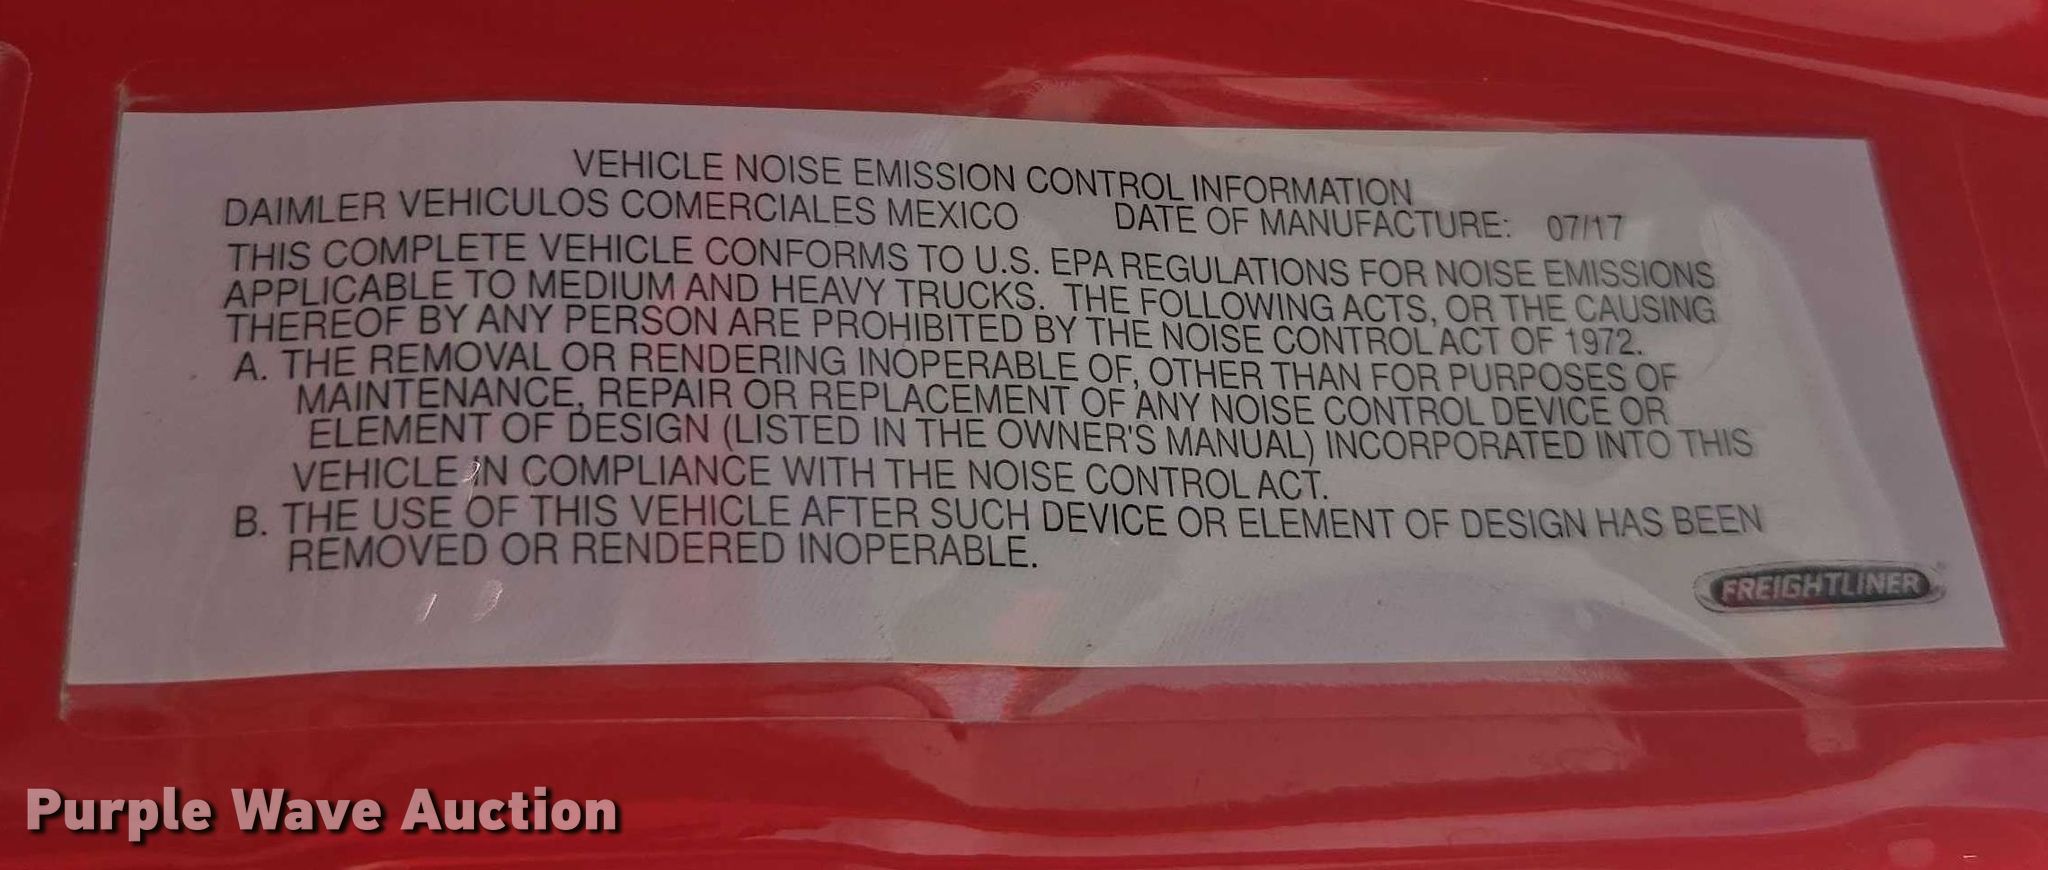 VEHICLE NOISE EMISSION CONTROL INFORMATION
DAIMLER VEHICULOS COMERCIALES MEXICO DATE OF MANUFACTURE: 07/17
THIS COMPLETE VEHICLE CONFORMS TO U.S. EPA REGULATIONS FOR NOISE EMISSIONS
APPLICABLE TO MEDIUM AND HEAVY TRUCKS. THE FOLLOWING ACTS, OR THE CAUSING
THEREOF BY ANY PERSON ARE PROHIBITED BY THE NOISE CONTROL ACT OF 1972.
A. THE REMOVAL OR RENDERING INOPERABLE OF, OTHER THAN FOR PURPOSES OF
MAINTENANCE, REPAIR OR REPLACEMENT OF ANY NOISE CONTROL DEVICE OR
ELEMENT OF DESIGN (LISTED IN THE OWNER'S MANUAL) INCORPORATED INTO THIS
VEHICLE IN COMPLIANCE WITH THE NOISE CONTROL ACT.
B. THE USE OF THIS VEHICLE AFTER SUCH DEVICE OR ELEMENT OF DESIGN HAS BEEN
REMOVED OR RENDERED INOPERABLE.
FREIGHTLINER
Purple Wave Auction